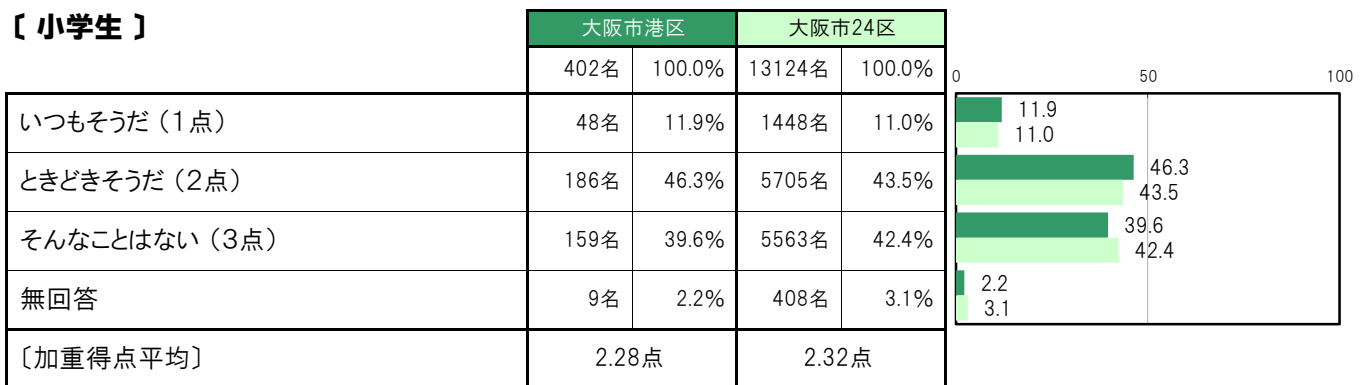 〔 小学生 〕
大阪市港区 大阪市24区
402名 100.0% 13124名 100.0% 0 50 100
いつもそうだ（1点） 48名 11.9% 1448名 11.0% 11.9
11.0
ときどきそうだ（2点） 186名 46.3% 5705名 43.5% 46.3
43.5
そんなことはない（3点） 159名 39.6% 5563名 42.4% 39.6
42.4
無回答 9名 2.2% 408名 3.1% 2.2
3.1
〔加重得点平均〕 2.28点 2.32点